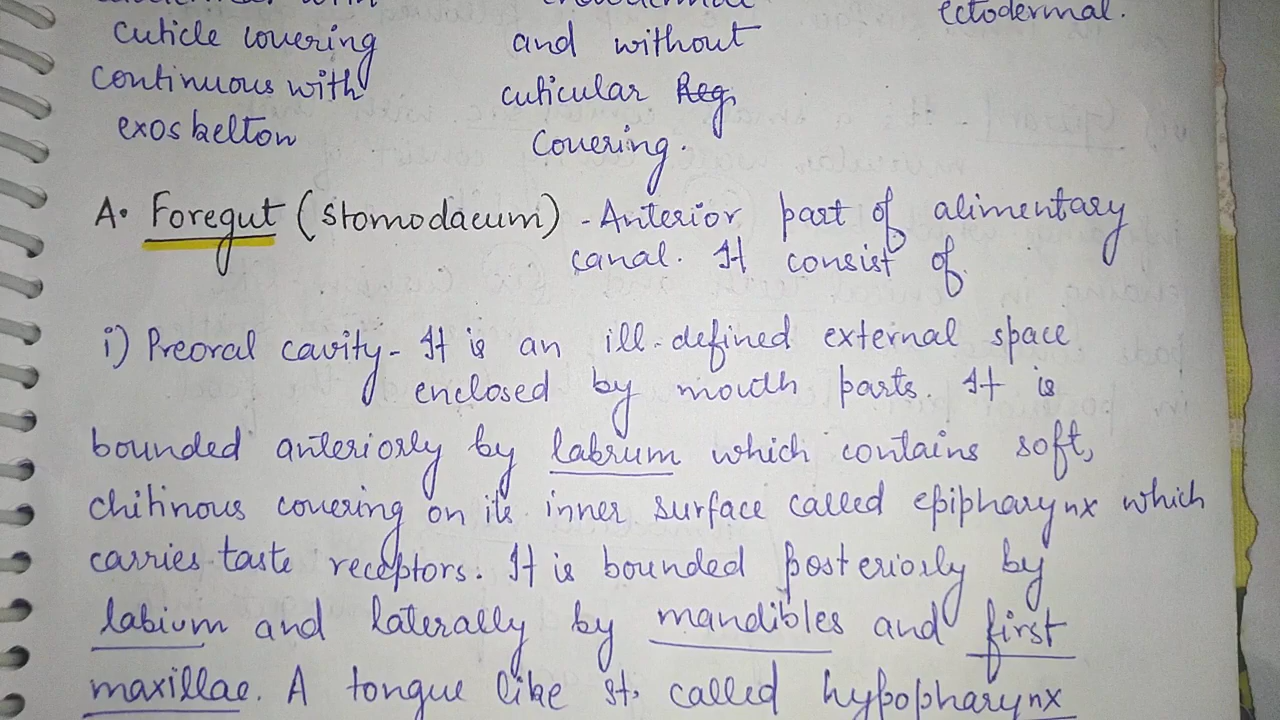 cuticle covering and without ectodermal.
continuous with cuticular Reg,
exoskelton covering.
A. Foregut (stomodaeum) - Anterior part of alimentary
canal. It consist of
i) Preoral cavity - It is an ill-defined external space
enclosed by mouth parts. It is
bounded anteriorly by labrum which contains soft,
chitinous covering on its inner surface called epipharynx which
carries taste receptors. It is bounded posteriorly by
labium and laterally by mandibles and first
maxillae. A tongue like st. called hypopharynx